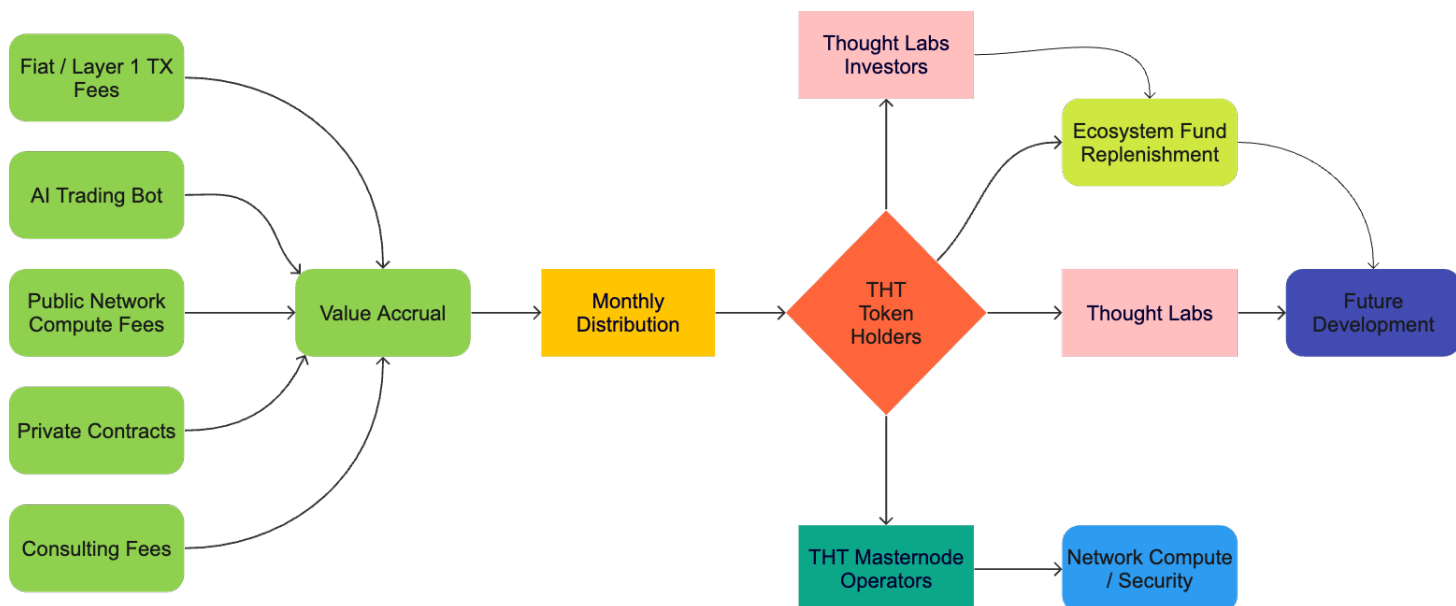 Fiat / Layer 1 TX
Fees
AI Trading Bot
Public Network
Compute Fees
Private Contracts
Consulting Fees
Value Accrual
Monthly
Distribution
THT
Token
Holders
Thought Labs
Investors
Ecosystem Fund
Replenishment
Thought Labs
Future
Development
THT Masternode
Operators
Network Compute
/ Security